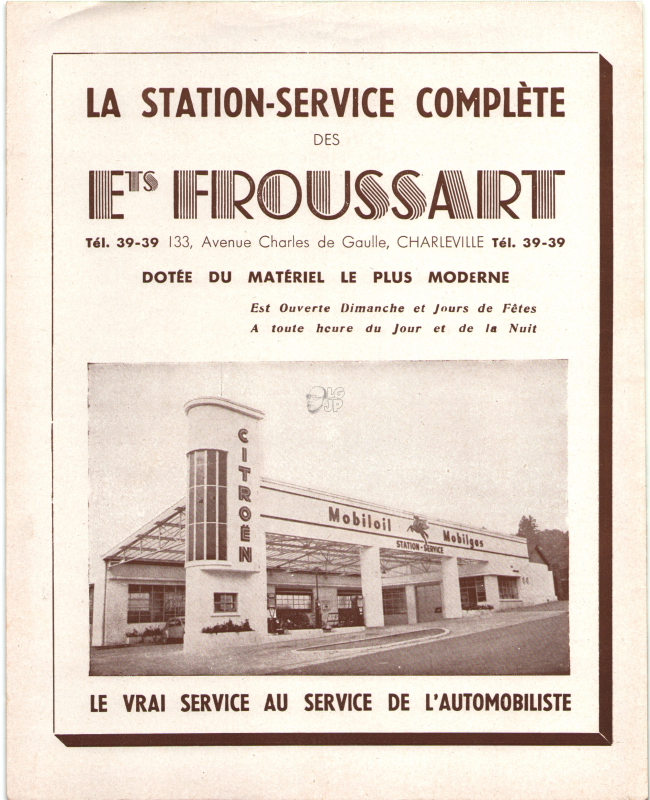 LA STATION-SERVICE COMPLÈTE
DES
ETS FROUSSART
Tél. 39-39 133, Avenue Charles de Gaulle, CHARLEVILLE Tél. 39-39
DOTÉE DU MATÉRIEL LE PLUS MODERNE
Est Ouverte Dimanche et Jours de Fêtes
A toute heure du Jour et de la Nuit
LG
JP
CITROËN
Mobiloil Mobilgas
STATION-SERVICE
LE VRAI SERVICE AU SERVICE DE L'AUTOMOBILISTE